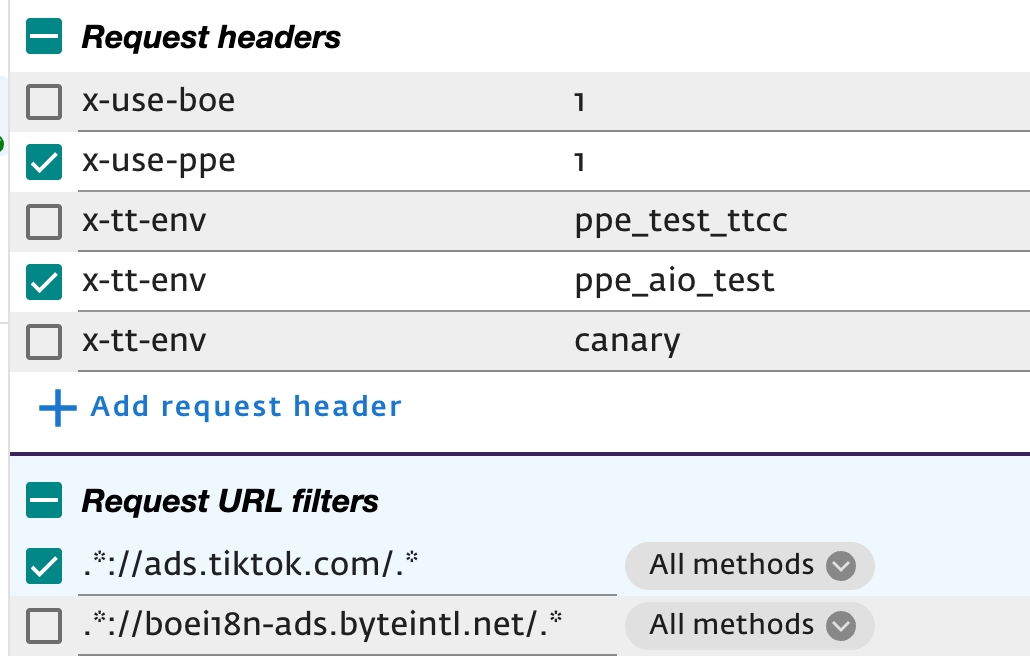 Request headers
x-use-boe 1
x-use-ppe 1
x-tt-env ppe_test_ttcc
x-tt-env ppe_aio_test
x-tt-env canary
Add request header
Request URL filters
.*://ads.tiktok.com/.* All methods
.*://boei18n-ads.byteintl.net/.* All methods